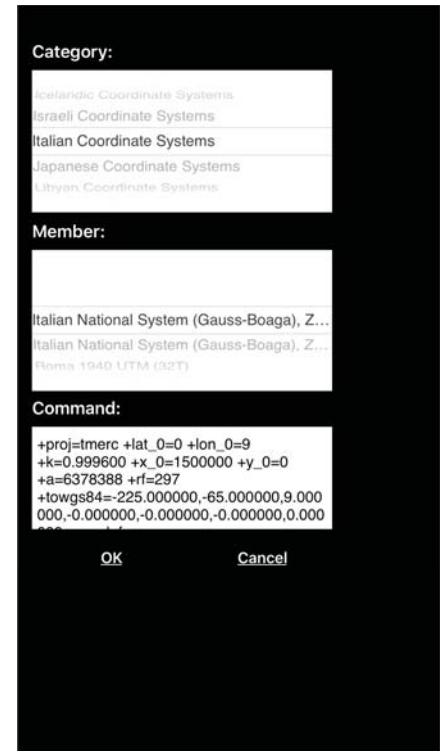 Category:
Icelandic Coordinate Systems
Israeli Coordinate Systems
Italian Coordinate Systems
Japanese Coordinate Systems
Libyan Coordinate Systems
Member:
Italian National System (Gauss-Boaga), Z...
Italian National System (Gauss-Boaga), Z...
Roma 1940 UTM (32T)
Command:
+proj=tmerc +lat_0=0 +lon_0=9
+k=0.999600 +x_0=1500000 +y_0=0
+a=6378388 +rf=297
+towgs84=-225.000000,-65.000000,9.000
000,-0.000000,-0.000000,-0.000000,0.000
OK Cancel